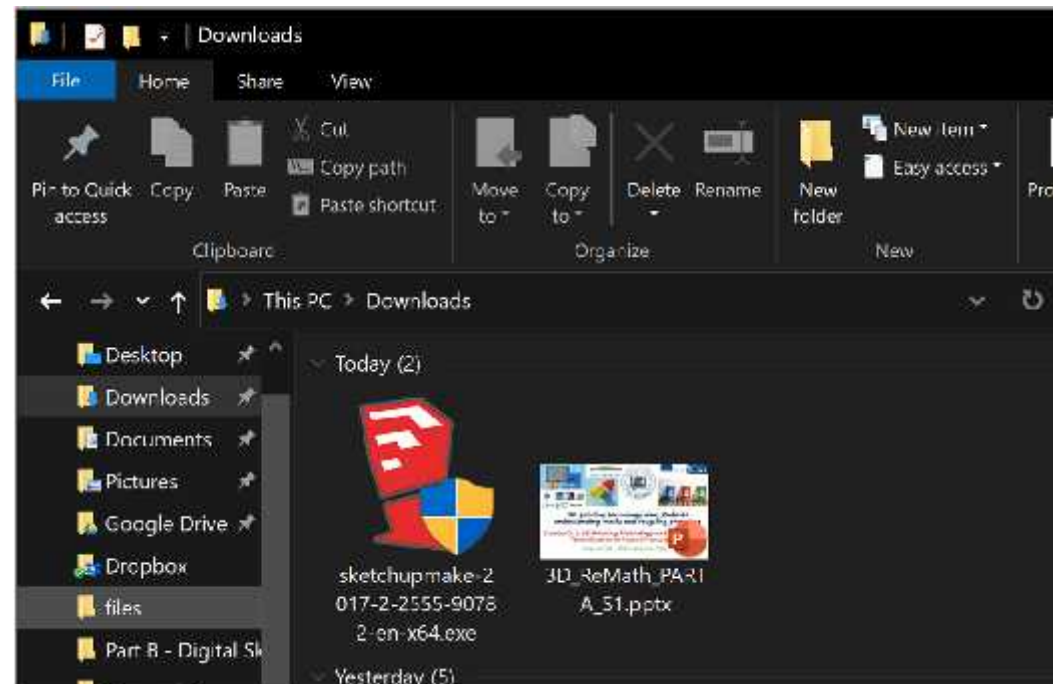 Downloads
File Home Share View
Pin to Quick access
Copy
Paste
Cut
Copy path
Paste shortcut
Clipboard
Move to
Copy to
Delete
Rename
Organize
New folder
New item
Easy access
New
Pro
This PC > Downloads
Desktop
Downloads
Documents
Pictures
Google Drive
Dropbox
files
Part B - Digital Sk
Today (2)
sketchupmake-2
017-2-2555-9078
2-en-x64.exe
3D_ReMath_PART
A_S1.pptx
Yesterday (5)